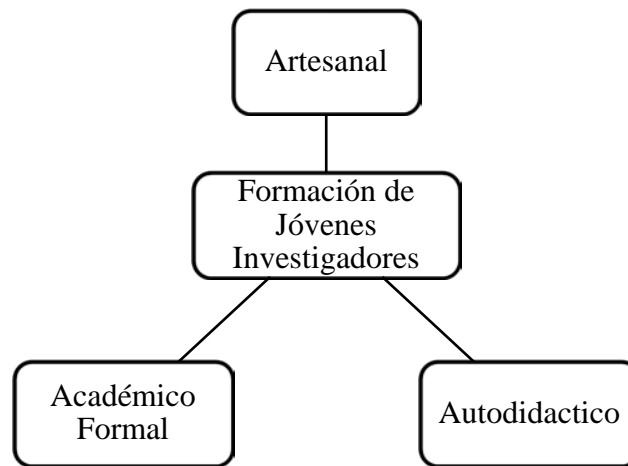 Artesanal
Formación de
Jóvenes
Investigadores
Académico
Formal
Autodidactico